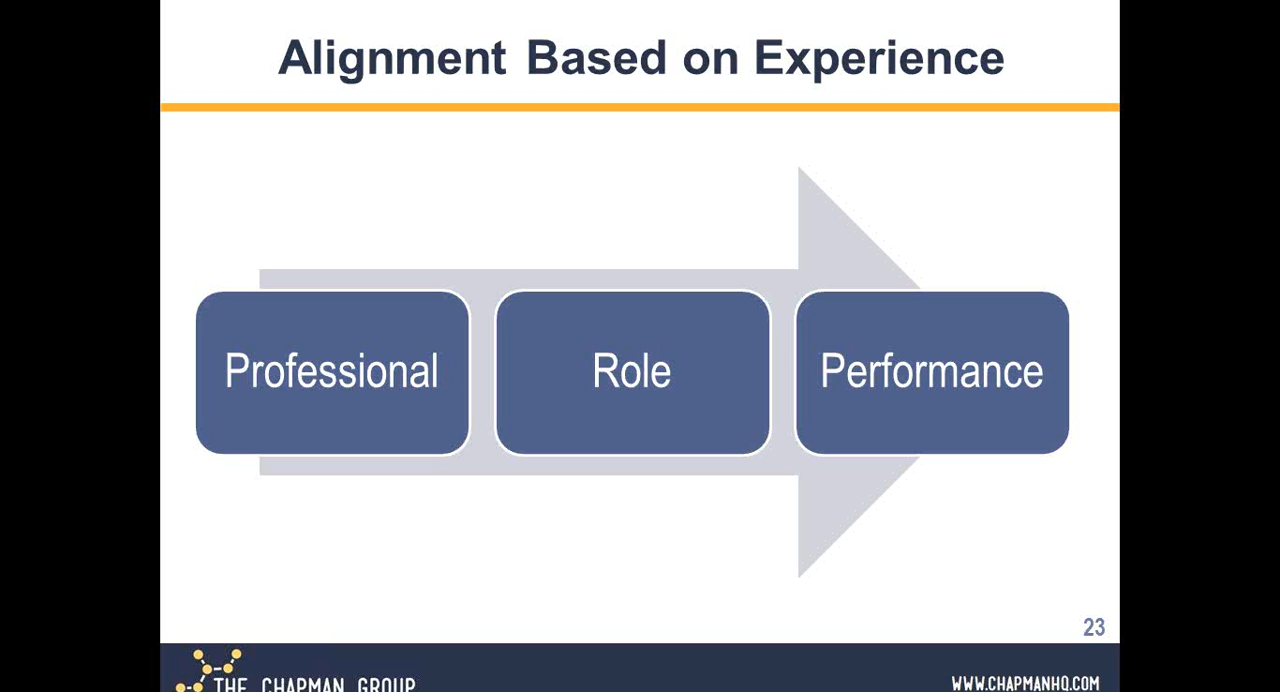 Alignment Based on Experience
Professional
Role
Performance
23
THE CHAPMAN GROUP
WWW.CHAPMANHQ.COM